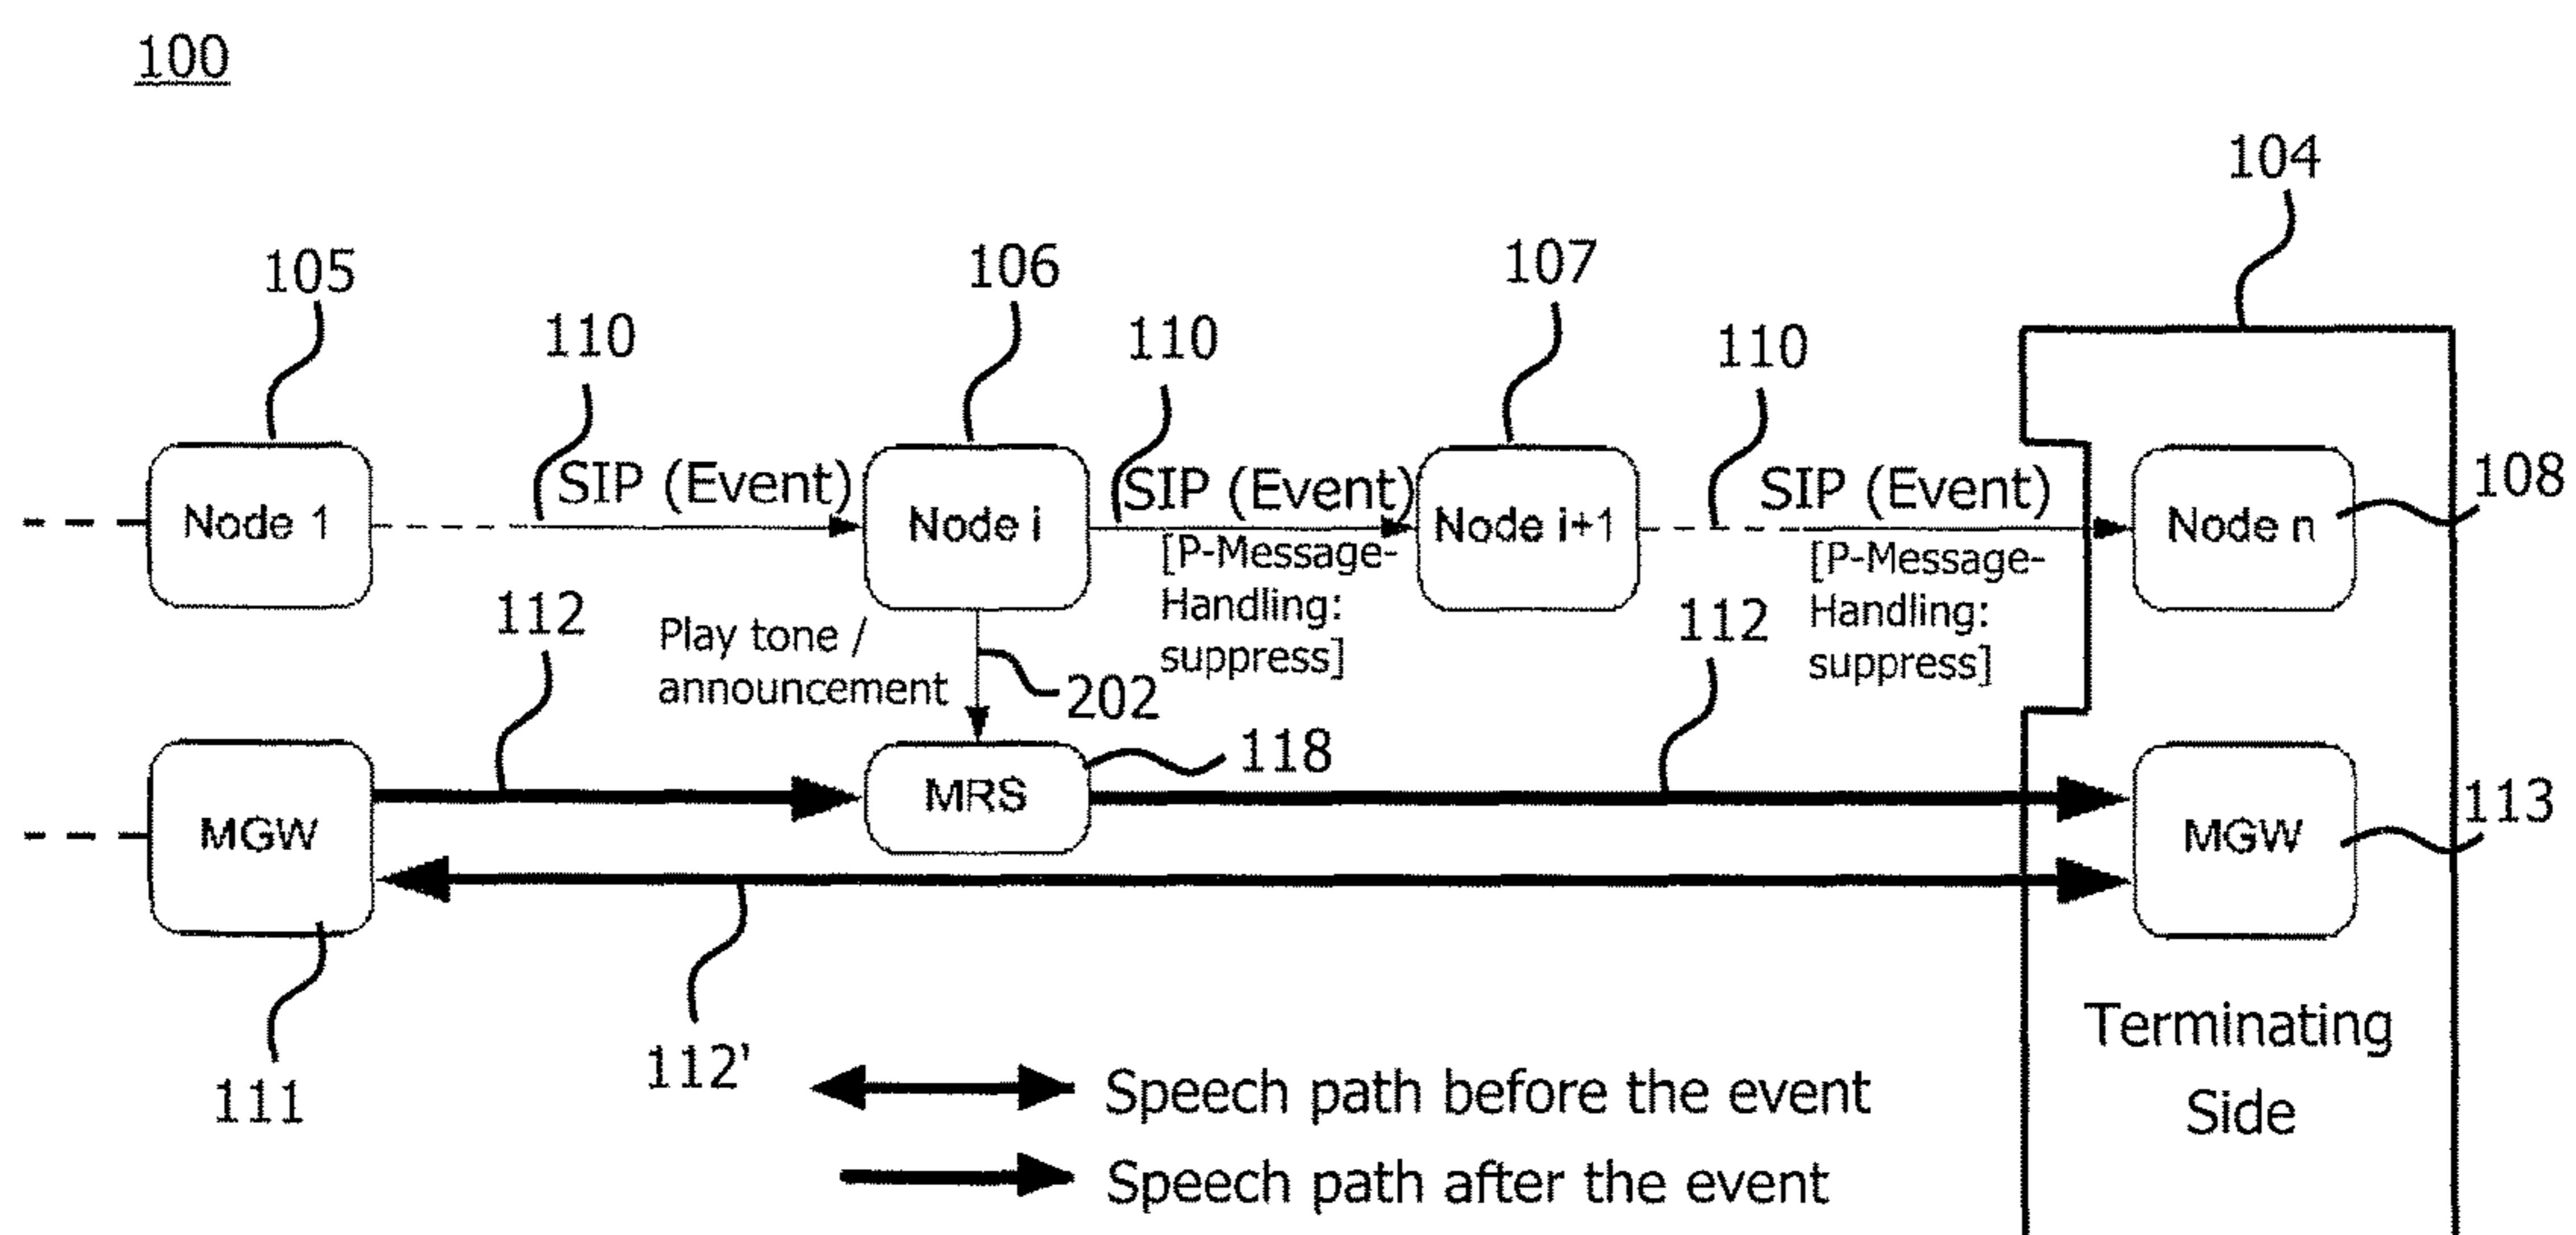 100
104
105
106
107
110
110
110
SIP (Event)
SIP (Event)
SIP (Event)
108
Node 1
Node i
Node i+1
Node n
[P-Message-
Handling:
suppress]
[P-Message-
Handling:
suppress]
112
Play tone /
announcement
202
112
118
MGW
MRS
MGW
113
111
112'
Speech path before the event
Speech path after the event
Terminating
Side